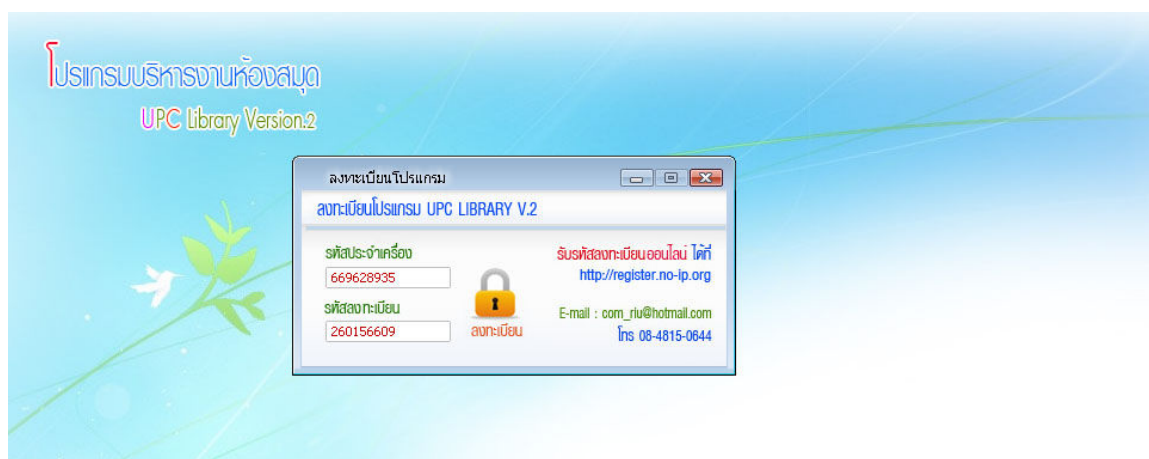 โปรแกรมบริหารงานห้องสมุด
UPC Library Version.2
ลงทะเบียนโปรแกรม
ลงทะเบียนโปรแกรม UPC LIBRARY V.2
รหัสประจำเครื่อง
669628935
รหัสลงทะเบียน
260156609
ลงทะเบียน
รับรหัสลงทะเบียนออนไลน์ ได้ที่
http://register.no-ip.org
E-mail : com_riu@hotmail.com
โทร 08-4815-0644